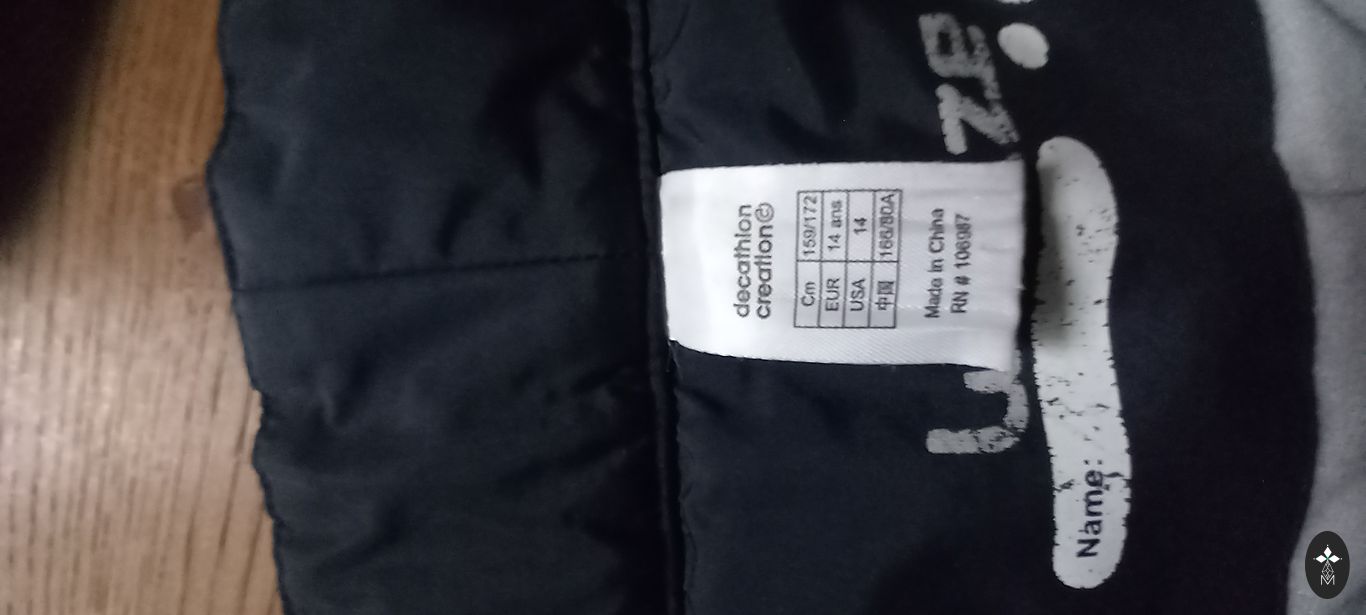 decathlon
creation©
Cm 159/172
EUR 14 ans
USA 14
中国 166/80A
Made in China
RN # 106987
Name: